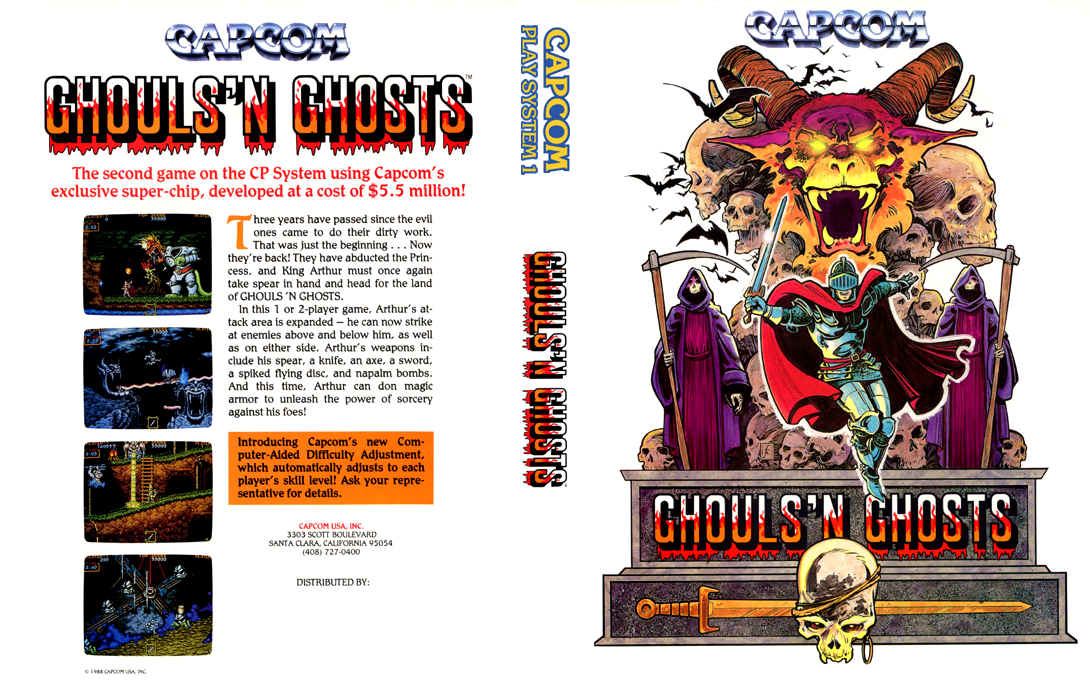 CAPCOM
GHOULS'N GHOSTS™
The second game on the CP System using Capcom's
exclusive super-chip, developed at a cost of $5.5 million!
Three years have passed since the evil
ones came to do their dirty work.
That was just the beginning . . . Now
they're back! They have abducted the Prin-
cess, and King Arthur must once again
take spear in hand and head for the land
of GHOULS 'N GHOSTS.
In this 1 or 2-player game, Arthur's at-
tack area is expanded — he can now strike
at enemies above and below him, as well
as on either side. Arthur's weapons in-
clude his spear, a knife, an axe, a sword,
a spiked flying disc, and napalm bombs.
And this time, Arthur can don magic
armor to unleash the power of sorcery
against his foes!
Introducing Capcom's new Com-
puter-Aided Difficulty Adjustment,
which automatically adjusts to each
player's skill level! Ask your repre-
sentative for details.
CAPCOM USA, INC.
3303 SCOTT BOULEVARD
SANTA CLARA, CALIFORNIA 95054
(408) 727-0400
DISTRIBUTED BY:
© 1988 CAPCOM USA, INC.
CAPCOM
PLAY SYSTEM 1
GHOULS'N GHOSTS
CAPCOM
GHOULS'N GHOSTS